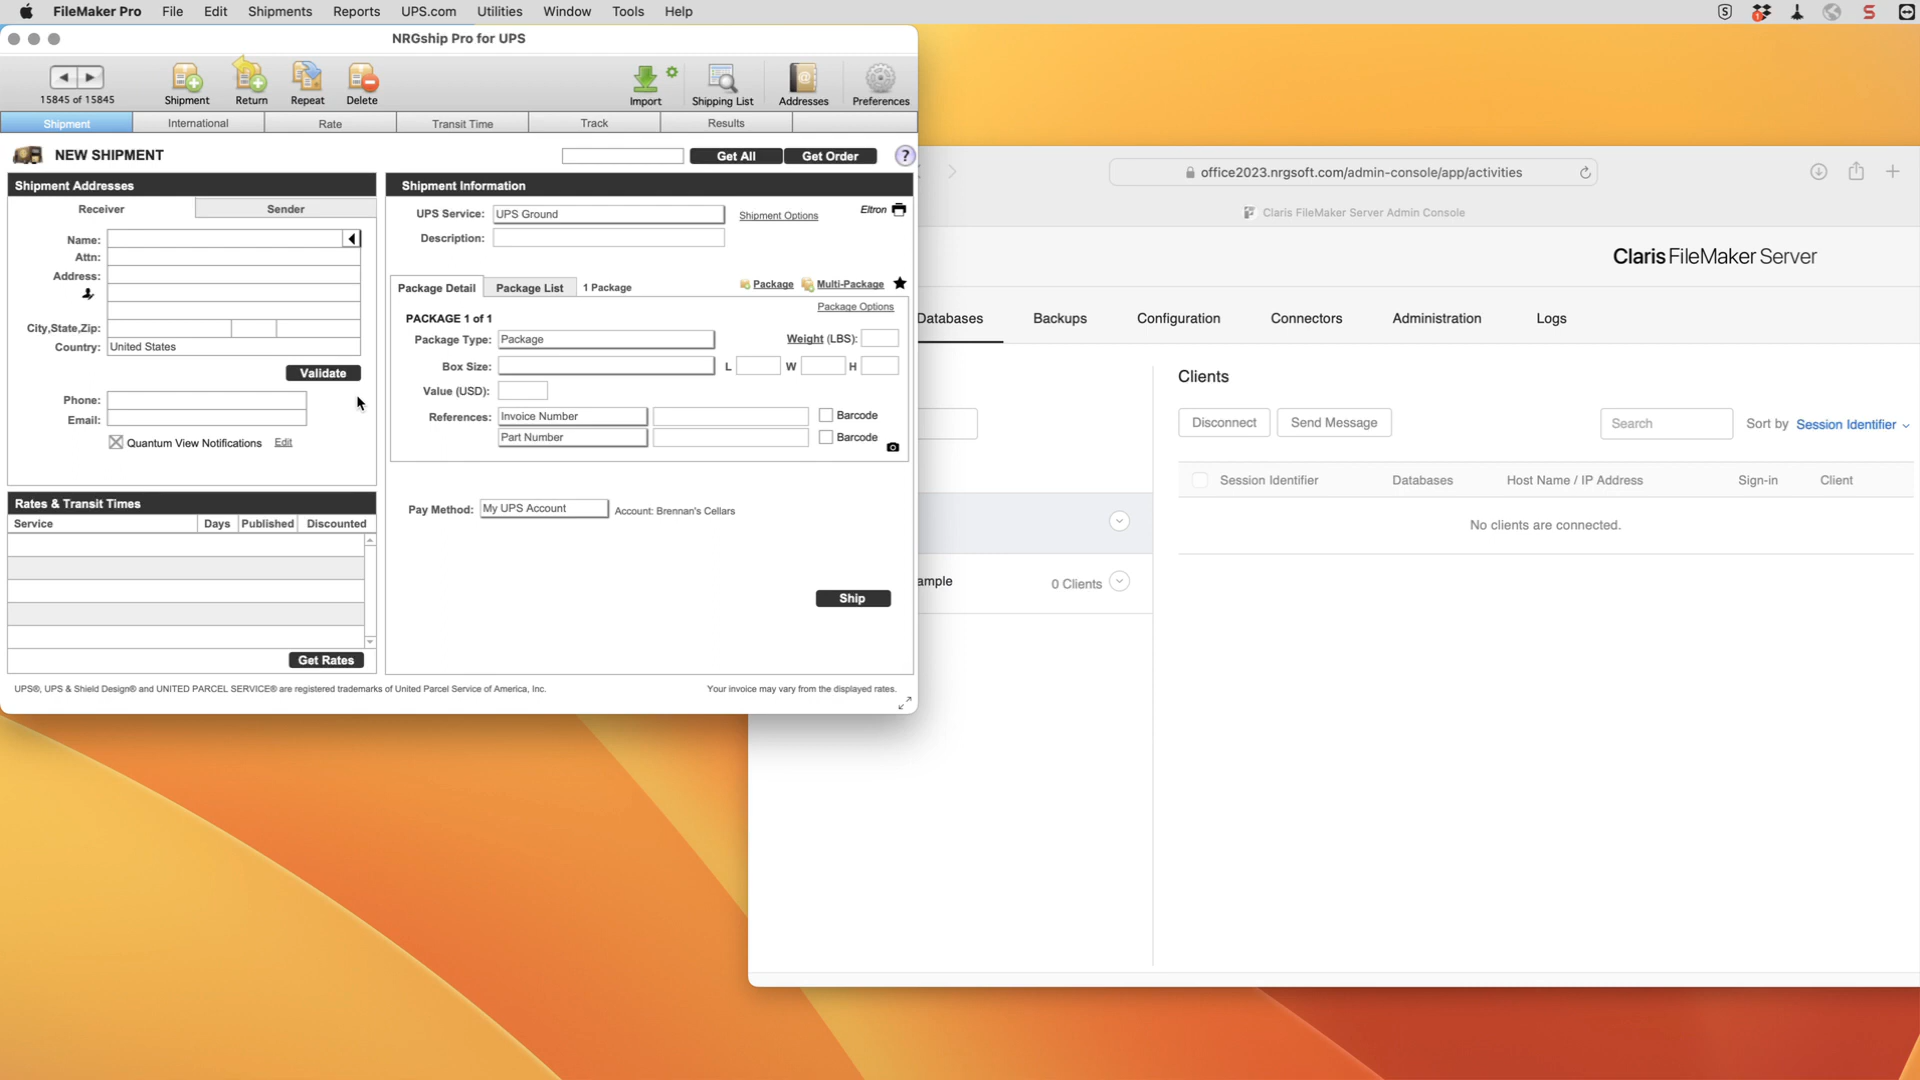 FileMaker Pro File Edit Shipments Reports UPS.com Utilities Window Tools Help
NRGship Pro for UPS
15845 of 15845 Shipment Return Repeat Delete Import Shipping List Addresses Preferences
Shipment International Rate Transit Time Track Results
NEW SHIPMENT Get All Get Order ?
Shipment Addresses
Receiver Sender
Name:
Attn:
Address:
City,State,Zip:
Country: United States
Validate
Phone:
Email:
Quantum View Notifications Edit
Rates & Transit Times
Service Days Published Discounted
Get Rates
Shipment Information
UPS Service: UPS Ground Shipment Options Eltron
Description:
Package Detail Package List 1 Package Package Multi-Package
Package Options
PACKAGE 1 of 1
Package Type: Package Weight (LBS):
Box Size: L W H
Value (USD):
References: Invoice Number Barcode
Part Number Barcode
Pay Method: My UPS Account Account: Brennan's Cellars
Ship
UPS®, UPS & Shield Design® and UNITED PARCEL SERVICE® are registered trademarks of United Parcel Service of America, Inc. Your invoice may vary from the displayed rates.
office2023.nrgsoft.com/admin-console/app/activities
Claris FileMaker Server Admin Console
Claris FileMaker Server
Databases Backups Configuration Connectors Administration Logs
Clients
Disconnect Send Message Search Sort by Session Identifier
Session Identifier Databases Host Name / IP Address Sign-in Client
No clients are connected.
ample 0 Clients